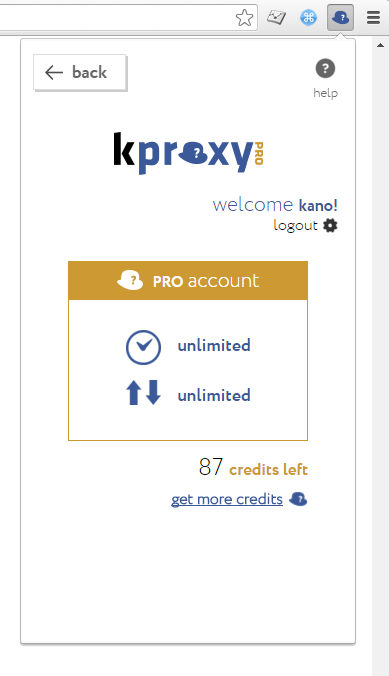 back
?
help
kproxy PRO
?
welcome kano!
logout
? PRO account
unlimited
unlimited
87 credits left
get more credits ?